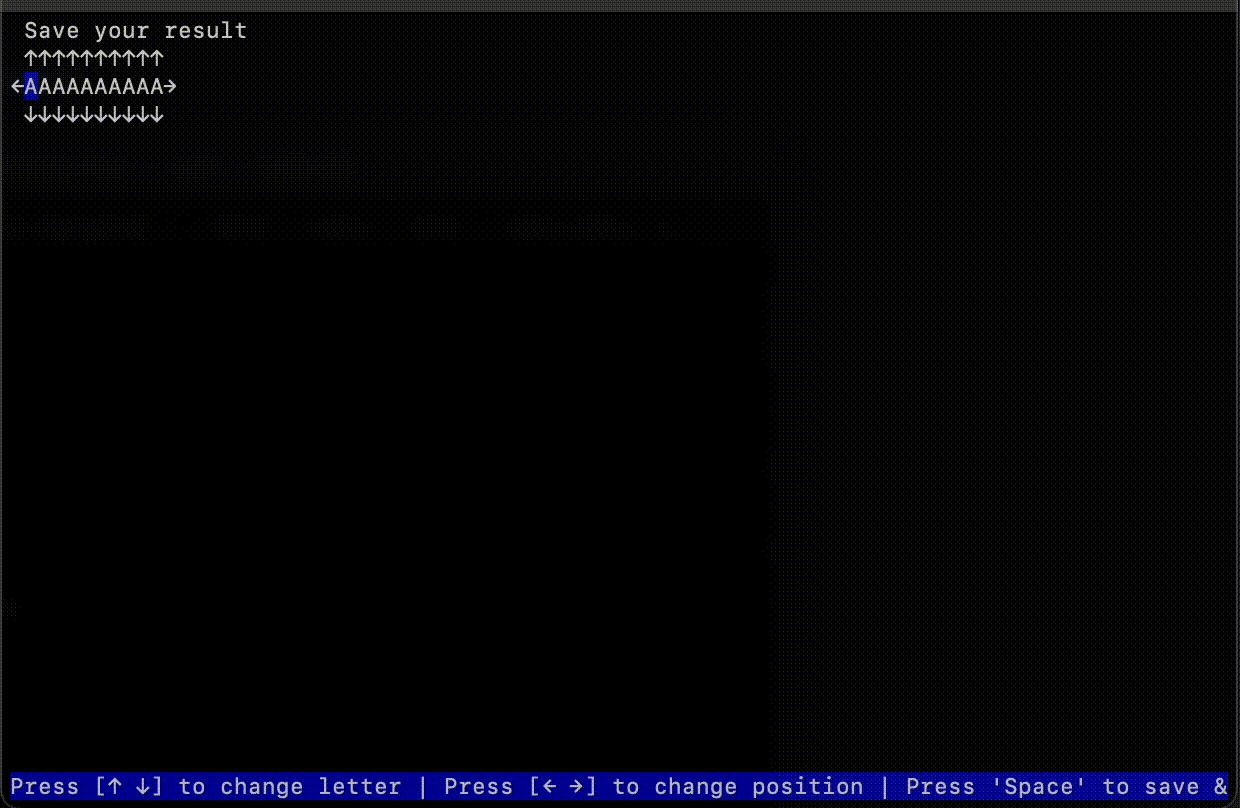 Save your result
↑↑↑↑↑↑↑↑↑↑
←AAAAAAAAAA→
↓↓↓↓↓↓↓↓↓↓
Press [↑ ↓] to change letter | Press [← →] to change position | Press 'Space' to save &